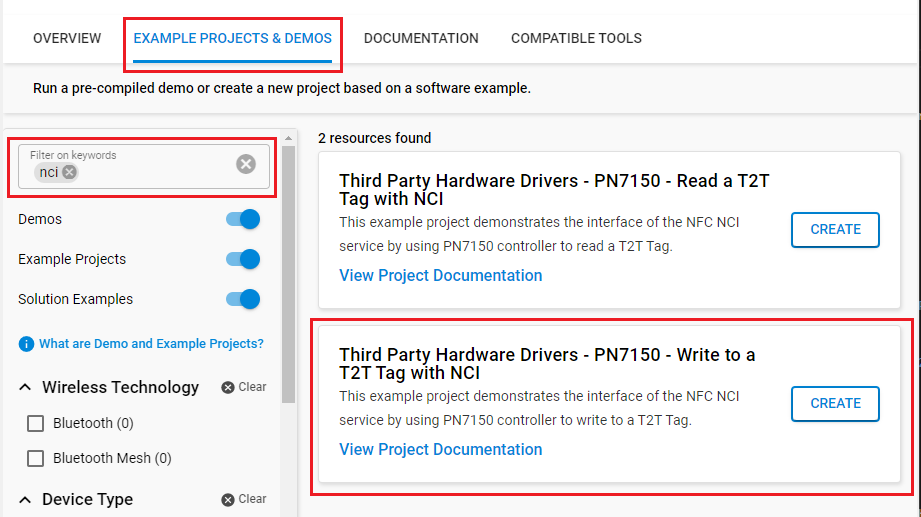 OVERVIEW
EXAMPLE PROJECTS & DEMOS
DOCUMENTATION
COMPATIBLE TOOLS
Run a pre-compiled demo or create a new project based on a software example.
Filter on keywords
nci
Demos
Example Projects
Solution Examples
What are Demo and Example Projects?
Wireless Technology
Clear
Bluetooth (0)
Bluetooth Mesh (0)
Device Type
Clear
2 resources found
Third Party Hardware Drivers - PN7150 - Read a T2T
Tag with NCI
This example project demonstrates the interface of the NFC NCI
service by using PN7150 controller to read a T2T Tag.
View Project Documentation
CREATE
Third Party Hardware Drivers - PN7150 - Write to a
T2T Tag with NCI
This example project demonstrates the interface of the NFC NCI
service by using PN7150 controller to write to a T2T Tag.
View Project Documentation
CREATE